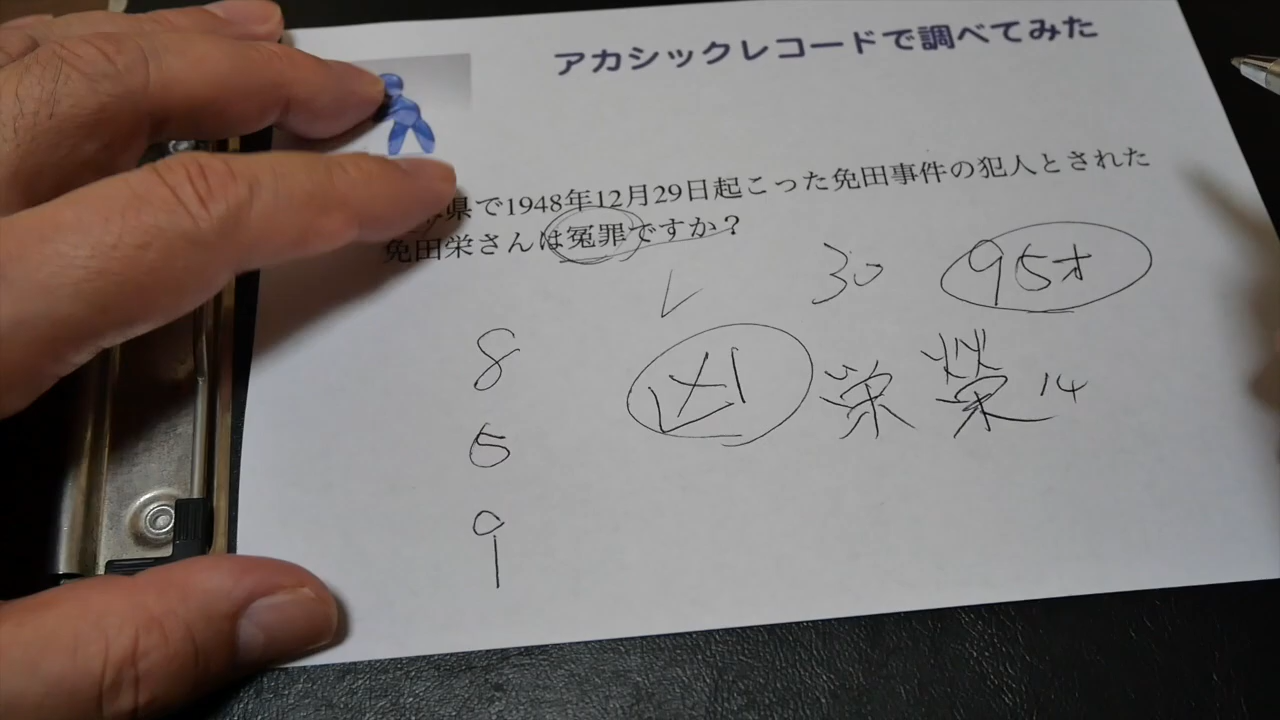 アカシックレコードで調べてみた
県で1948年12月29日起こった免田事件の犯人とされた
免田栄さんは冤罪ですか？
30 95才
8 凶 栄 榮 14
5
9